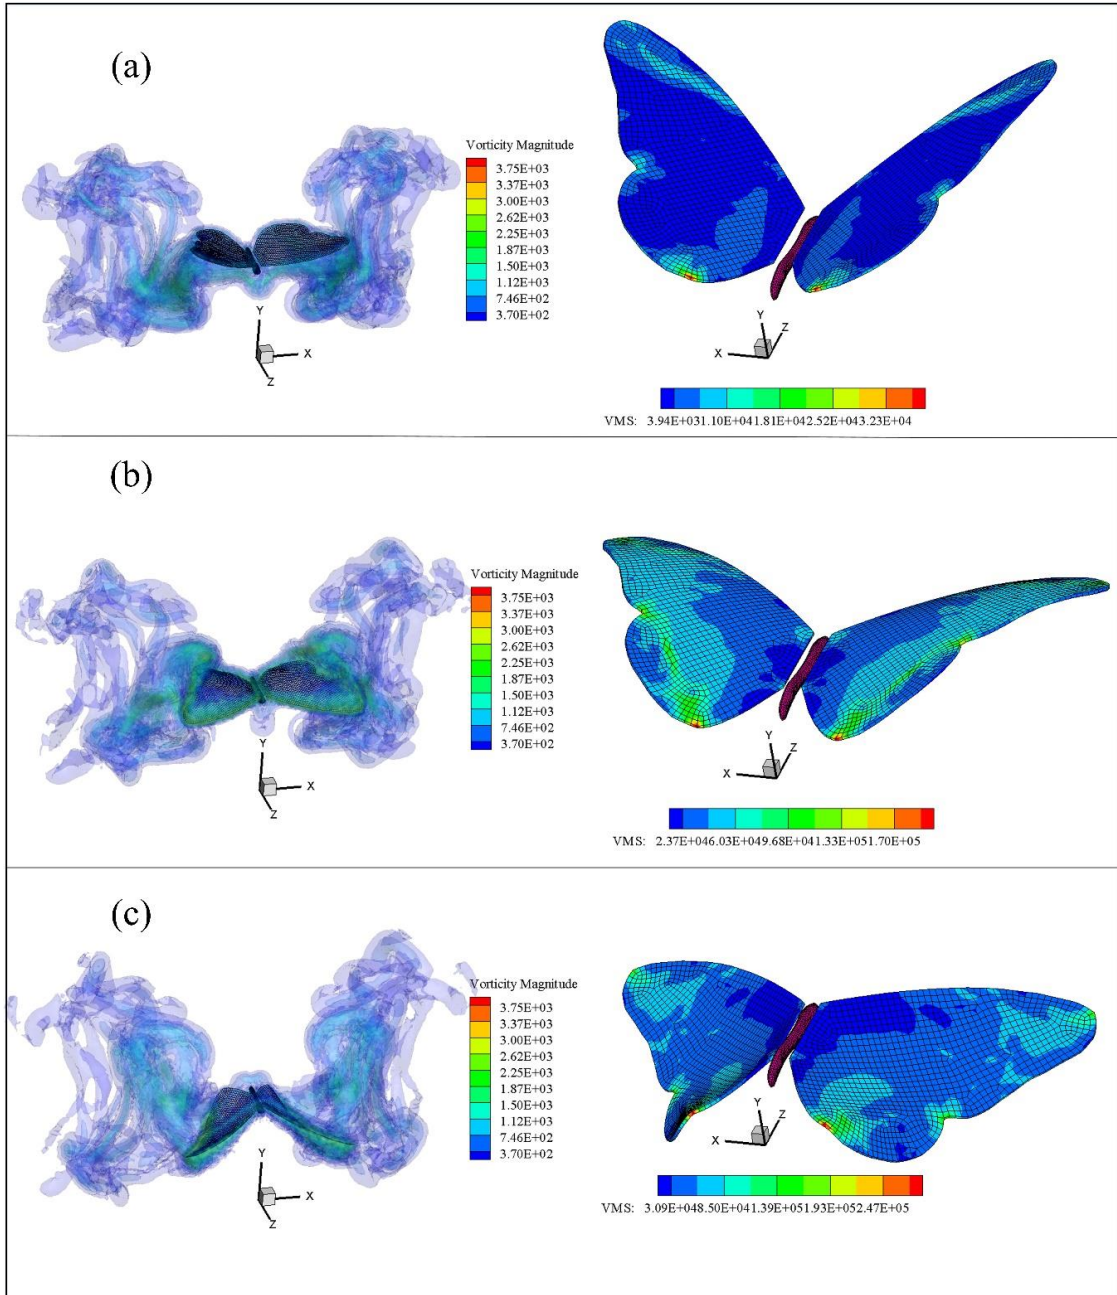 (a)
Vorticity Magnitude
3.75E+03
3.37E+03
3.00E+03
2.62E+03
2.25E+03
1.87E+03
1.50E+03
1.12E+03
7.46E+02
3.70E+02
Y
X
Z
Y
Z
X
VMS: 3.94E+031.10E+041.81E+042.52E+043.23E+04
(b)
Vorticity Magnitude
3.75E+03
3.37E+03
3.00E+03
2.62E+03
2.25E+03
1.87E+03
1.50E+03
1.12E+03
7.46E+02
3.70E+02
Y
X
Z
Y
Z
X
VMS: 2.37E+046.03E+049.68E+041.33E+051.70E+05
(c)
Vorticity Magnitude
3.75E+03
3.37E+03
3.00E+03
2.62E+03
2.25E+03
1.87E+03
1.50E+03
1.12E+03
7.46E+02
3.70E+02
Y
X
Z
Y
Z
X
VMS: 3.09E+048.50E+041.39E+051.93E+052.47E+05